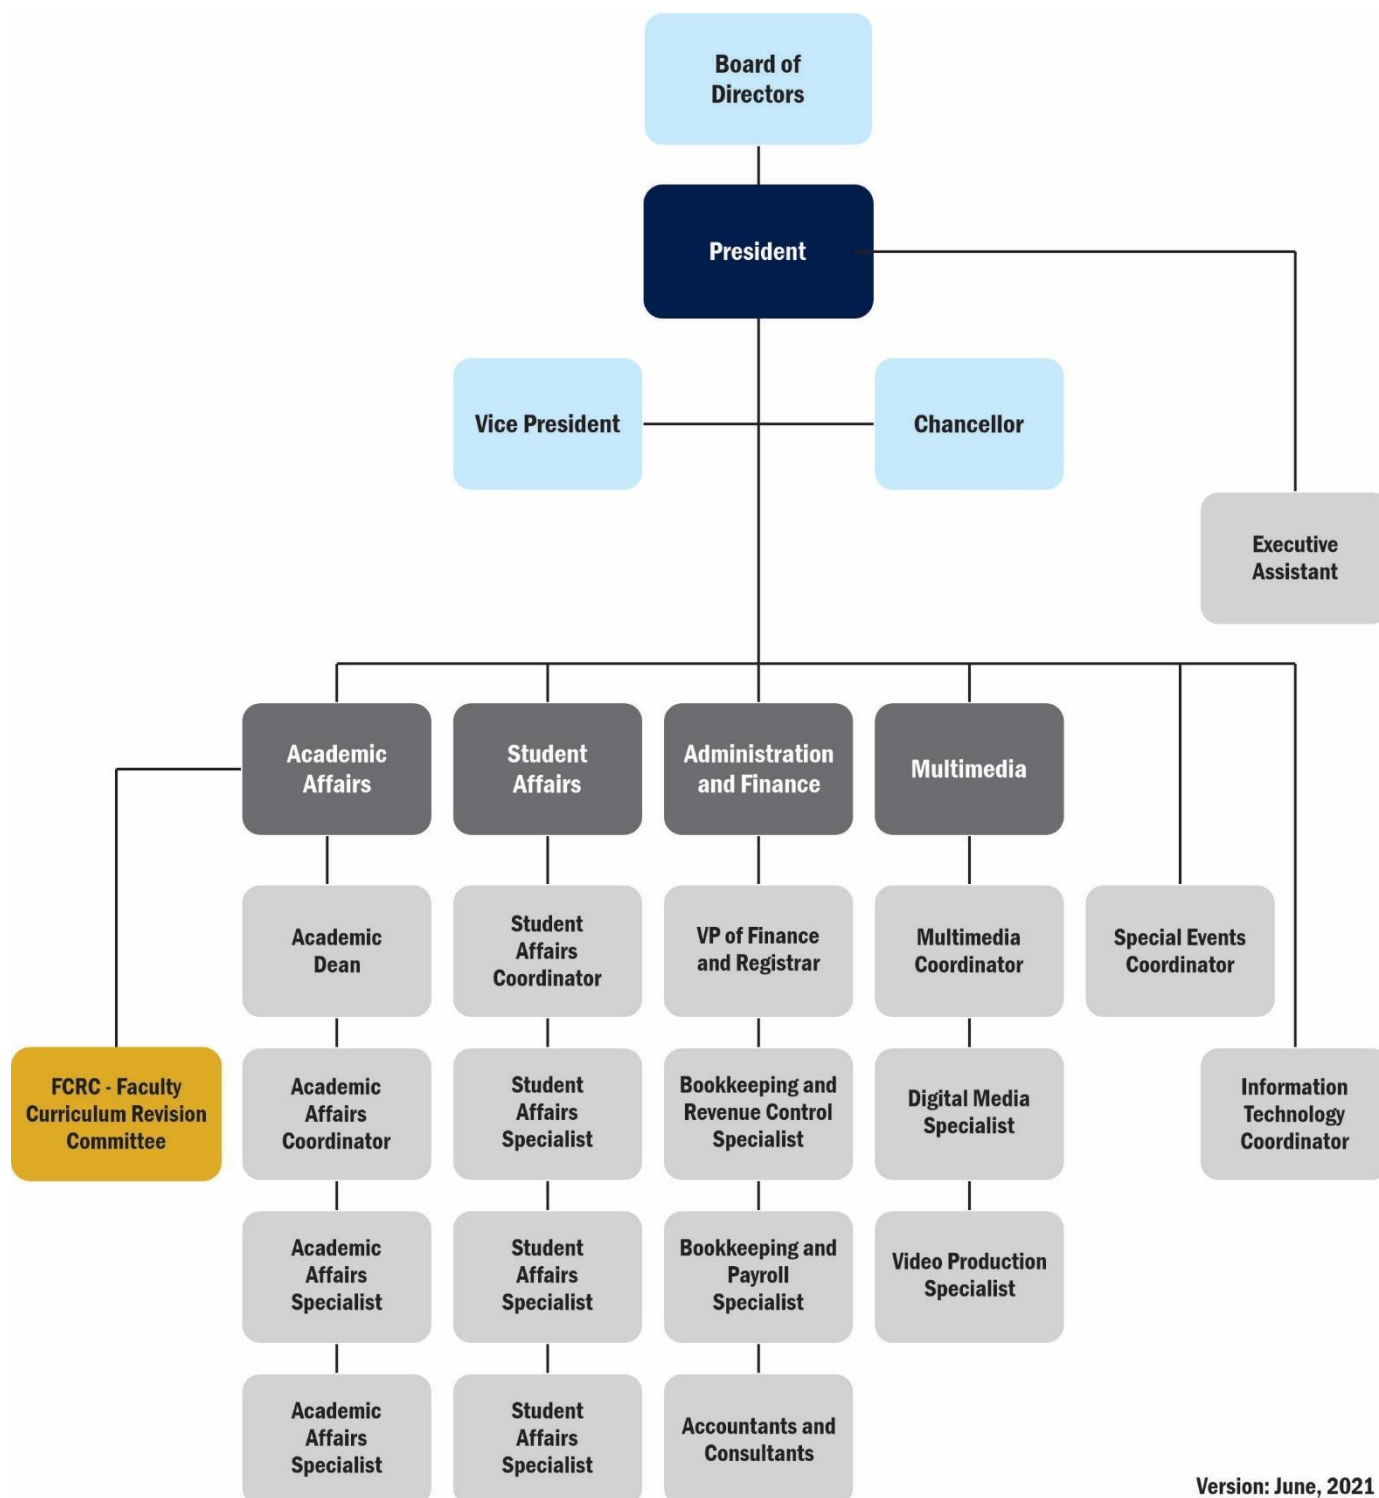 Board of
Directors
President
Vice President
Chancellor
Executive
Assistant
Academic
Affairs
Student
Affairs
Administration
and Finance
Multimedia
Academic
Dean
Student
Affairs
Coordinator
VP of Finance
and Registrar
Multimedia
Coordinator
Special Events
Coordinator
FCRC - Faculty
Curriculum Revision
Committee
Academic
Affairs
Coordinator
Student
Affairs
Specialist
Bookkeeping and
Revenue Control
Specialist
Digital Media
Specialist
Information
Technology
Coordinator
Academic
Affairs
Specialist
Student
Affairs
Specialist
Bookkeeping and
Payroll
Specialist
Video Production
Specialist
Academic
Affairs
Specialist
Student
Affairs
Specialist
Accountants and
Consultants
Version: June, 2021